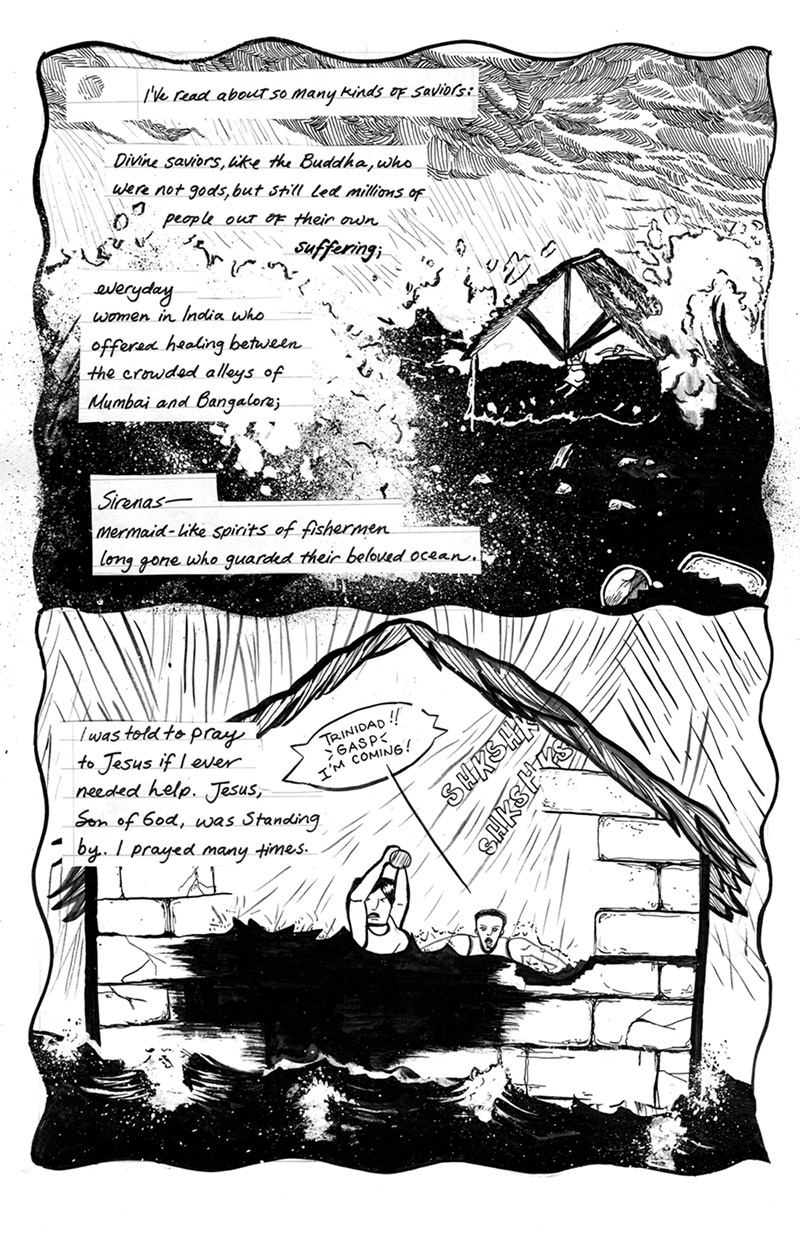 I've read about so many kinds of saviors:
Divine saviors, like the Buddha, who
were not gods, but still led millions of
people out of their own
suffering;
everyday
women in India who
offered healing between
the crowded alleys of
Mumbai and Bangalore;
Sirenas—
mermaid-like spirits of fishermen
long gone who guarded their beloved ocean.
I was told to pray
to Jesus if I ever
needed help. Jesus,
Son of God, was standing
by. I prayed many times.
TRINIDAD!!
>GASP<
I'M COMING!
SHKSHK
SHKSHKS